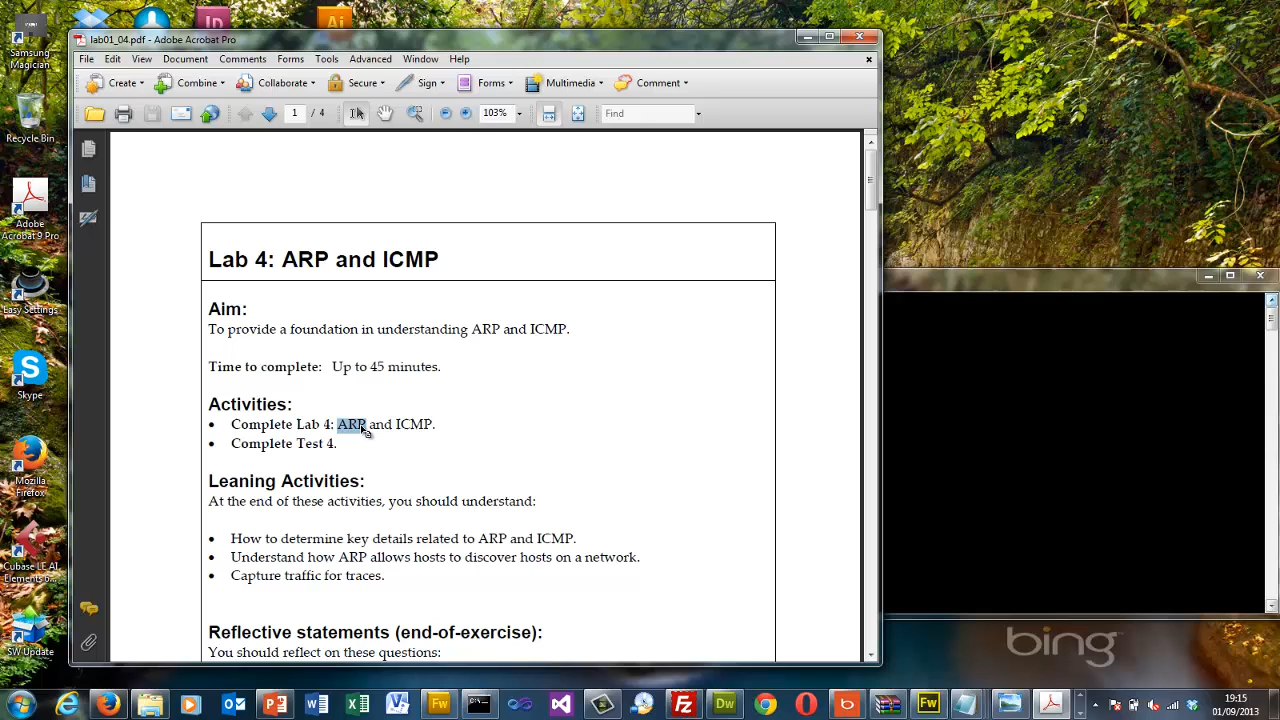 Samsung Magician
Recycle Bin
Adobe Acrobat 9 Pro
Easy Settings
Skype
Mozilla Firefox
Cubase LE AI Elements 6...
SW Update
lab01_04.pdf - Adobe Acrobat Pro
File Edit View Document Comments Forms Tools Advanced Window Help
Create Combine Collaborate Secure Sign Forms Multimedia Comment
1 / 4 103% Find
Lab 4: ARP and ICMP
Aim:
To provide a foundation in understanding ARP and ICMP.
Time to complete: Up to 45 minutes.
Activities:
• Complete Lab 4: ARP and ICMP.
• Complete Test 4.
Leaning Activities:
At the end of these activities, you should understand:
• How to determine key details related to ARP and ICMP.
• Understand how ARP allows hosts to discover hosts on a network.
• Capture traffic for traces.
Reflective statements (end-of-exercise):
You should reflect on these questions:
bing
19:15
01/09/2013